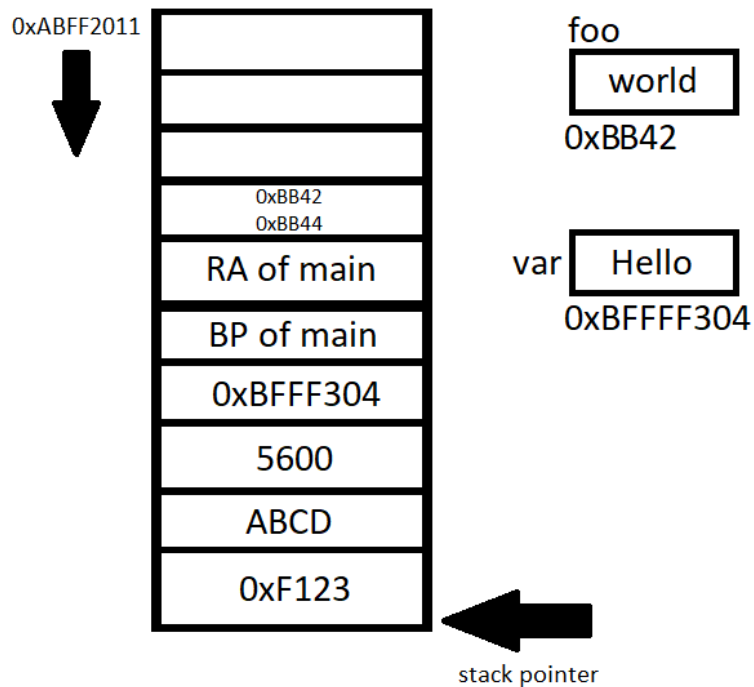 0xABFF2011
foo
world
0xBB42
0xBB42
0xBB44
RA of main
var
Hello
0xBFFFF304
BP of main
0xBFFF304
5600
ABCD
0xF123
stack pointer